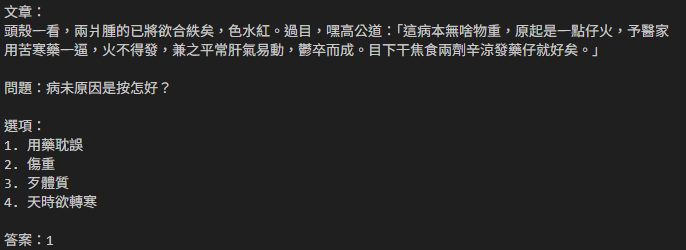 文章：
頭殼一看，兩爿腫的已將欲合紩矣，色水紅。過目，嘿高公道：「這病本無啥物重，原起是一點仔火，予醫家
用苦寒藥一逼，火不得發，兼之平常肝氣易動，鬱卒而成。目下干焦食兩劑辛涼發藥仔就好矣。」
問題：病未原因是按怎好？
選項：
1. 用藥耽誤
2. 傷重
3. 歹體質
4. 天時欲轉寒
答案：1